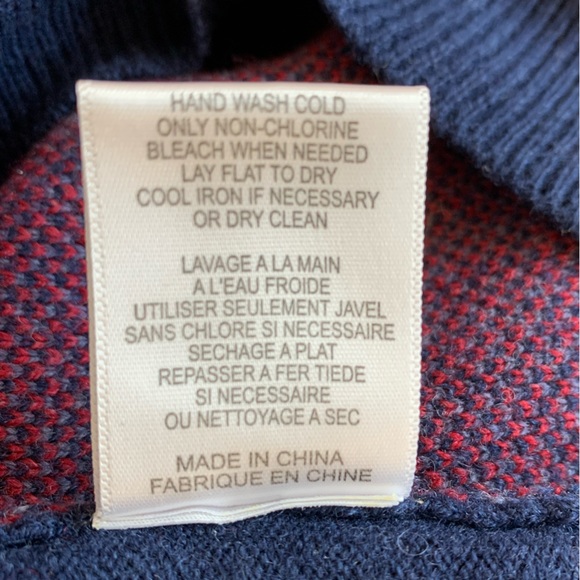 HAND WASH COLD
ONLY NON-CHLORINE
BLEACH WHEN NEEDED
LAY FLAT TO DRY
COOL IRON IF NECESSARY
OR DRY CLEAN
LAVAGE A LA MAIN
A L'EAU FROIDE
UTILISER SEULEMENT JAVEL
SANS CHLORE SI NECESSAIRE
SECHAGE A PLAT
REPASSER A FER TIEDE
SI NECESSAIRE
OU NETTOYAGE A SEC
MADE IN CHINA
FABRIQUE EN CHINE